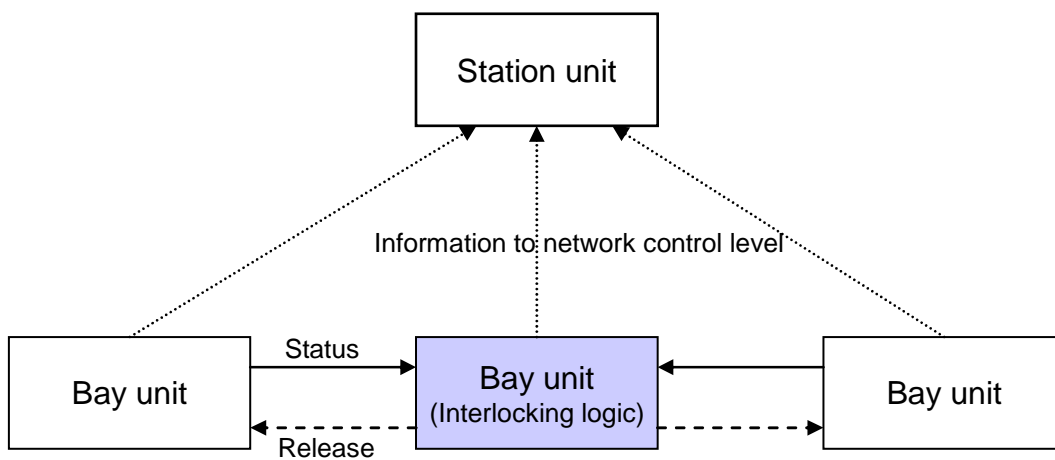 Station unit
Information to network control level
Status
Bay unit
Bay unit
(Interlocking logic)
Bay unit
Release